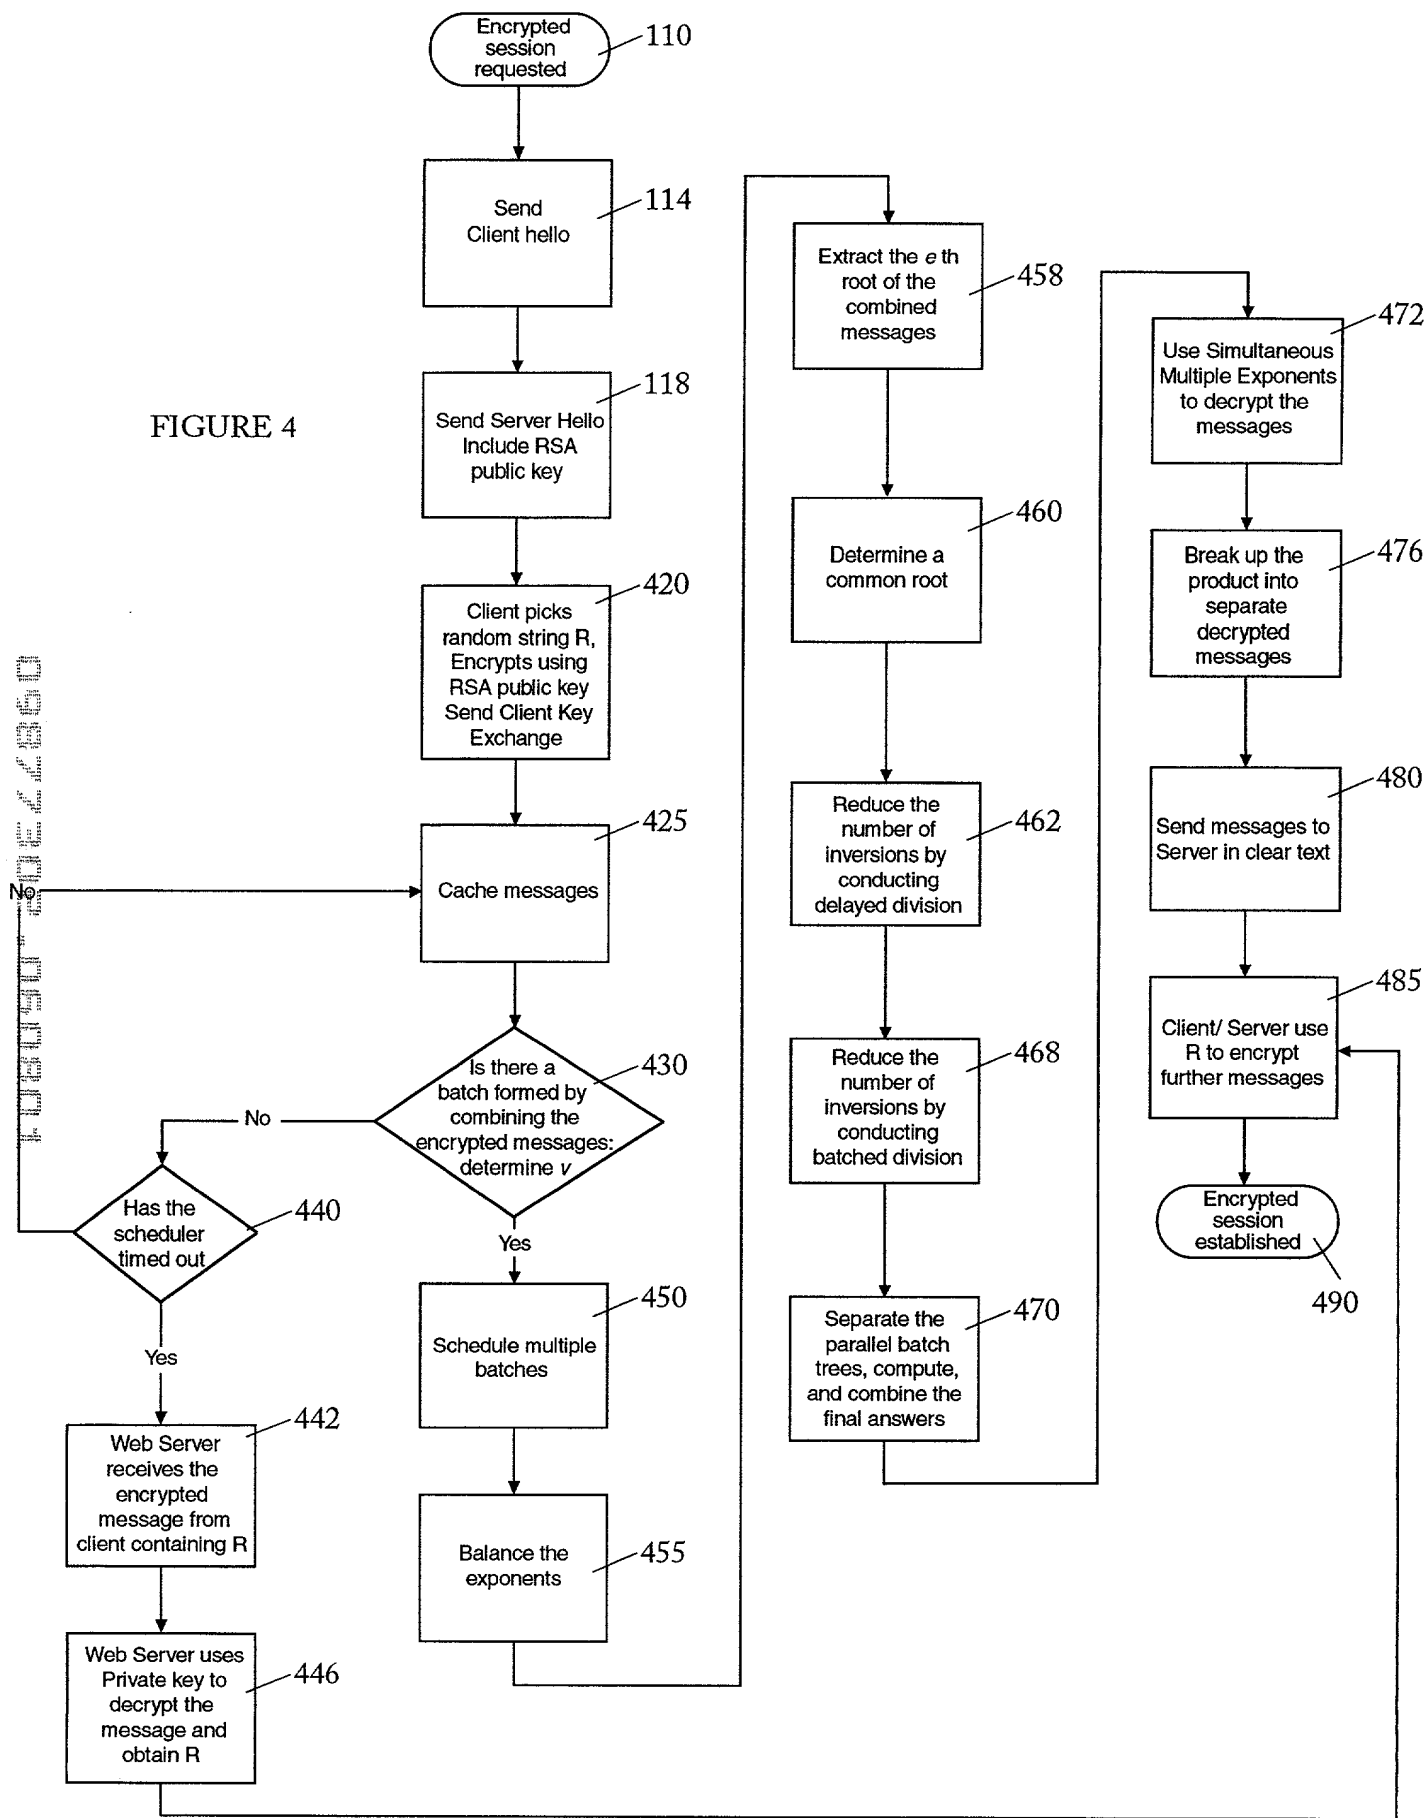 Encrypted
session
requested
110
Send
Client hello
114
FIGURE 4
Send Server Hello
Include RSA
public key
118
Client picks
random string R,
Encrypts using
RSA public key
Send Client Key
Exchange
420
Cache messages
425
No
Is there a
batch formed by
combining the
encrypted messages:
determine v
430
No
Yes
Has the
scheduler
timed out
440
Yes
Web Server
receives the
encrypted
message from
client containing R
442
Web Server uses
Private key to
decrypt the
message and
obtain R
446
Schedule multiple
batches
450
Balance the
exponents
455
Extract the e th
root of the
combined
messages
458
Determine a
common root
460
Reduce the
number of
inversions by
conducting
delayed division
462
Reduce the
number of
inversions by
conducting
batched division
468
Separate the
parallel batch
trees, compute,
and combine the
final answers
470
Use Simultaneous
Multiple Exponents
to decrypt the
messages
472
Break up the
product into
separate
decrypted
messages
476
Send messages to
Server in clear text
480
Client/ Server use
R to encrypt
further messages
485
Encrypted
session
established
490